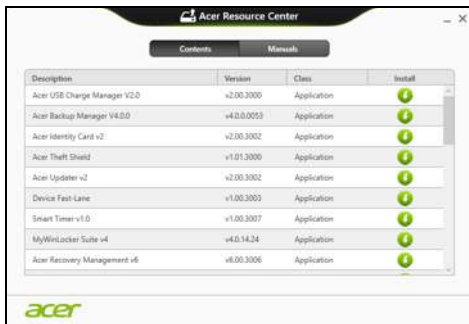 Acer Resource Center
Contents Manuals
Description Version Class Install
Acer USB Charge Manager V2.0 v2.00.3000 Application
Acer Backup Manager V4.0.0 v4.0.0.0053 Application
Acer Identity Card v2 v2.00.3002 Application
Acer Theft Shield v1.01.3000 Application
Acer Updater v2 v2.00.3002 Application
Device Fast-Lane v1.00.3003 Application
Smart Timer v1.0 v1.00.3007 Application
MyWinLocker Suite v4 v4.0.14.24 Application
Acer Recovery Management v6 v6.00.3006 Application
acer